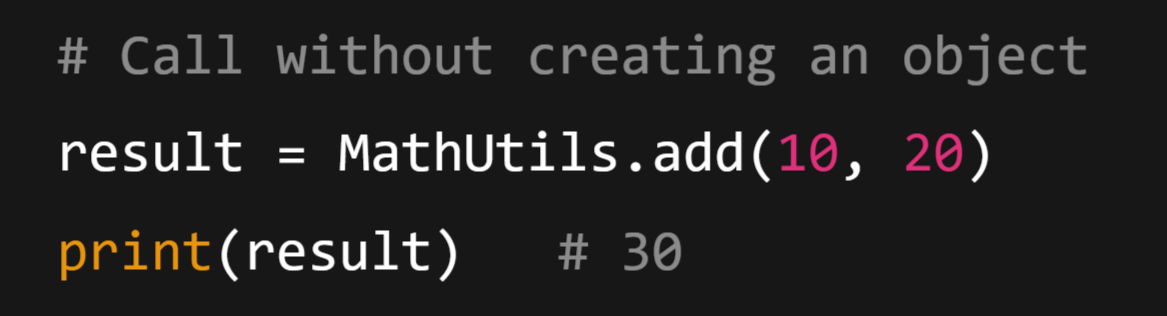 # Call without creating an object
result = MathUtils.add(10, 20)
print(result)   # 30